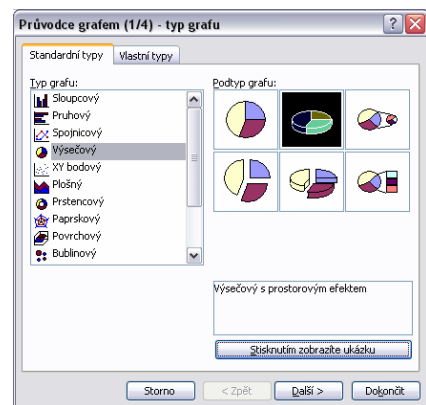 Průvodce grafem (1/4) - typ grafu
Standardní typy
Vlastní typy
Typ grafu:
Podtyp grafu:
Sloupcový
Pruhový
Spojnicový
Výsečový
XY bodový
Plošný
Prstencový
Paprskový
Povrchový
Bublinový
Výsečový s prostorovým efektem
Stisknutím zobrazíte ukázku
Storno
< Zpět
Další >
Dokončit